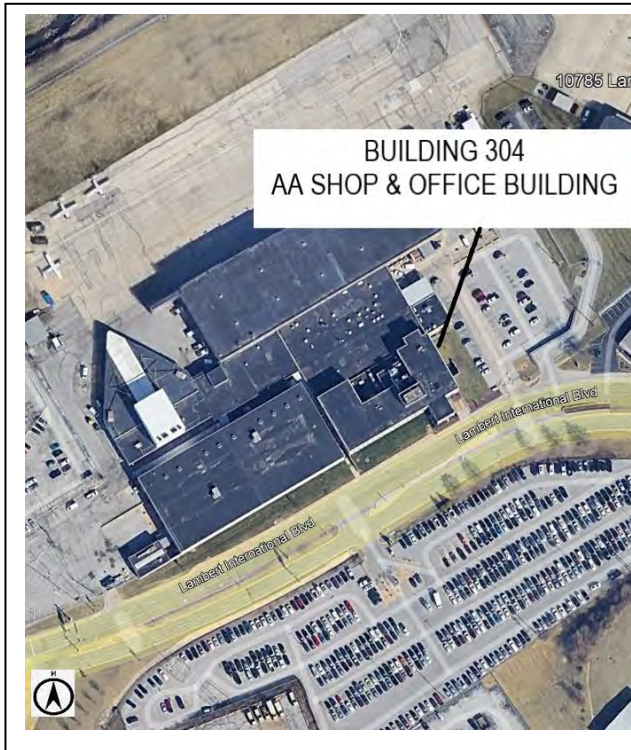 10785 Lar
BUILDING 304
AA SHOP & OFFICE BUILDING
Lambert International Blvd
Lambert International Blvd
N